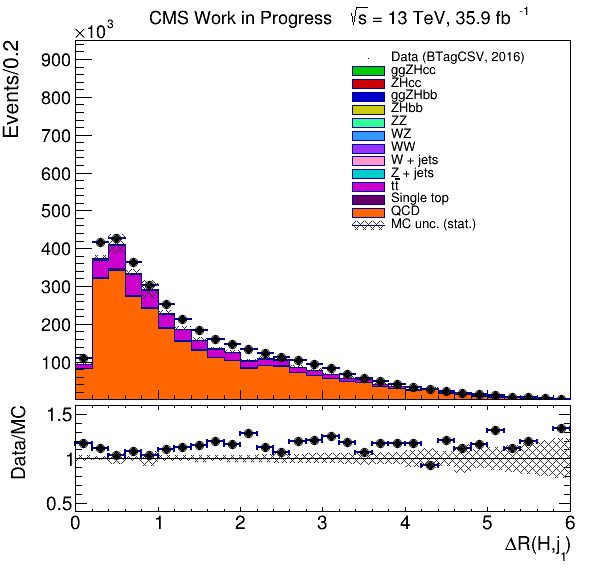 CMS Work in Progress √s = 13 TeV, 35.9 fb⁻¹
×10³
Events/0.2
900
800
700
600
500
400
300
200
100
Data (BTagCSV, 2016)
ggZHcc
ZHcc
ggZHbb
ZHbb
ZZ
WZ
WW
W + jets
Z + jets
tt̅
Single top
QCD
MC unc. (stat.)
Data/MC
1.5
1
0.5
0 1 2 3 4 5 6
ΔR(H,j₁)